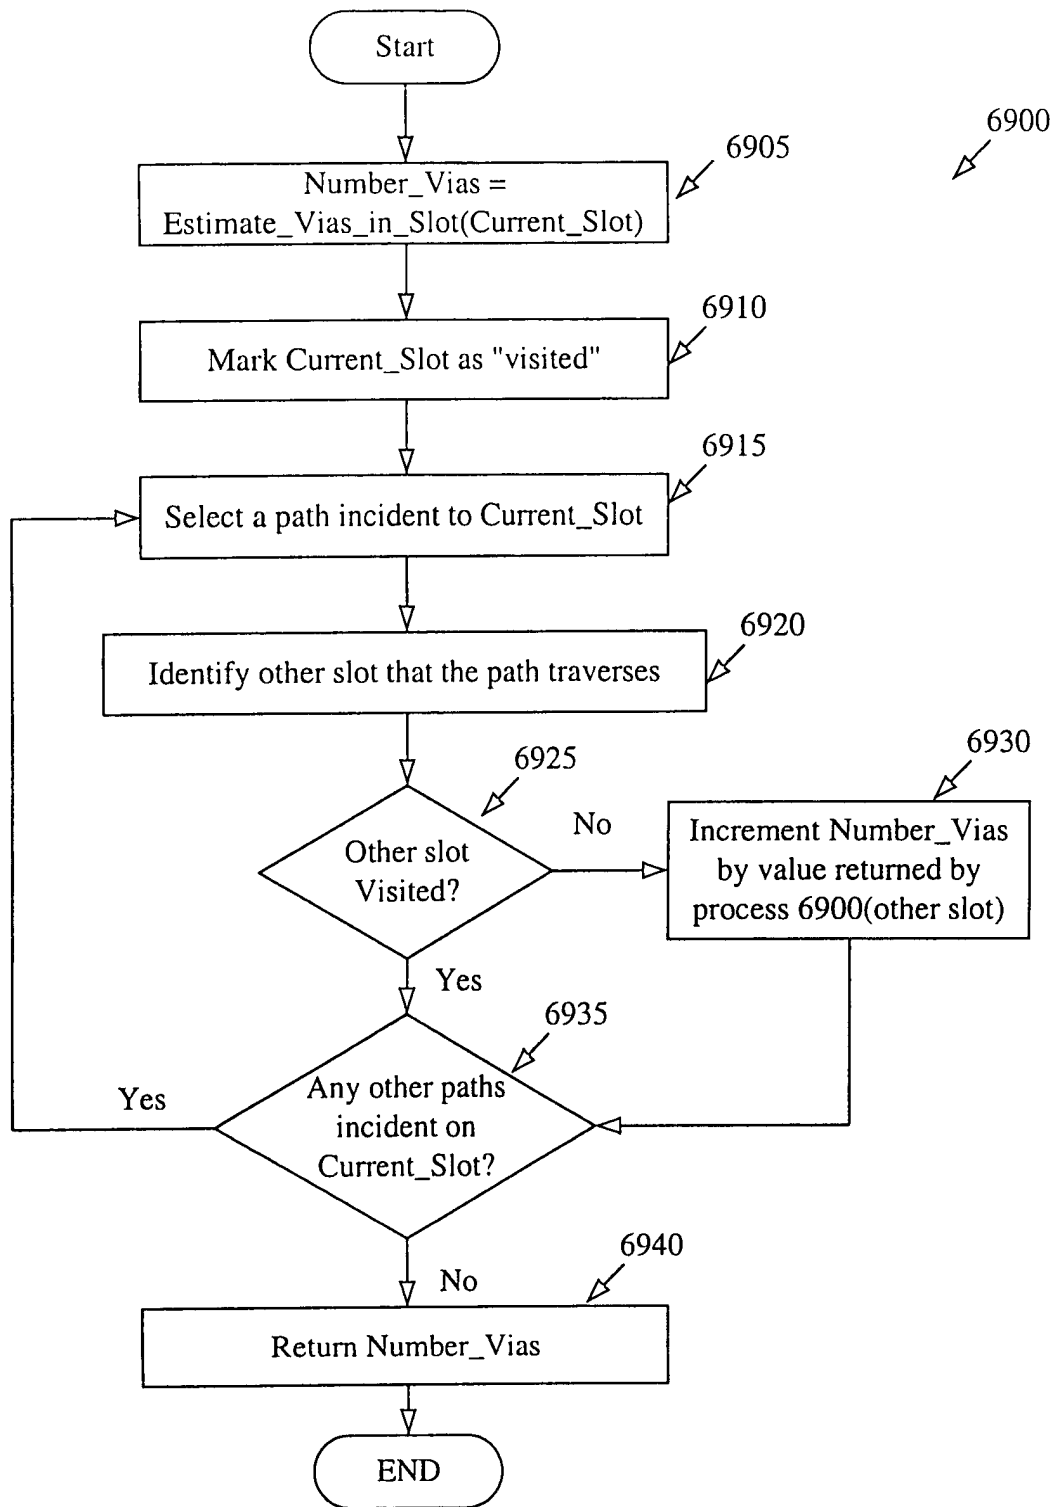 Start
6900
6905
Number_Vias =
Estimate_Vias_in_Slot(Current_Slot)
6910
Mark Current_Slot as "visited"
6915
Select a path incident to Current_Slot
6920
Identify other slot that the path traverses
6925
Other slot
Visited?
No
6930
Increment Number_Vias
by value returned by
process 6900(other slot)
Yes
6935
Any other paths
incident on
Current_Slot?
Yes
No
6940
Return Number_Vias
END